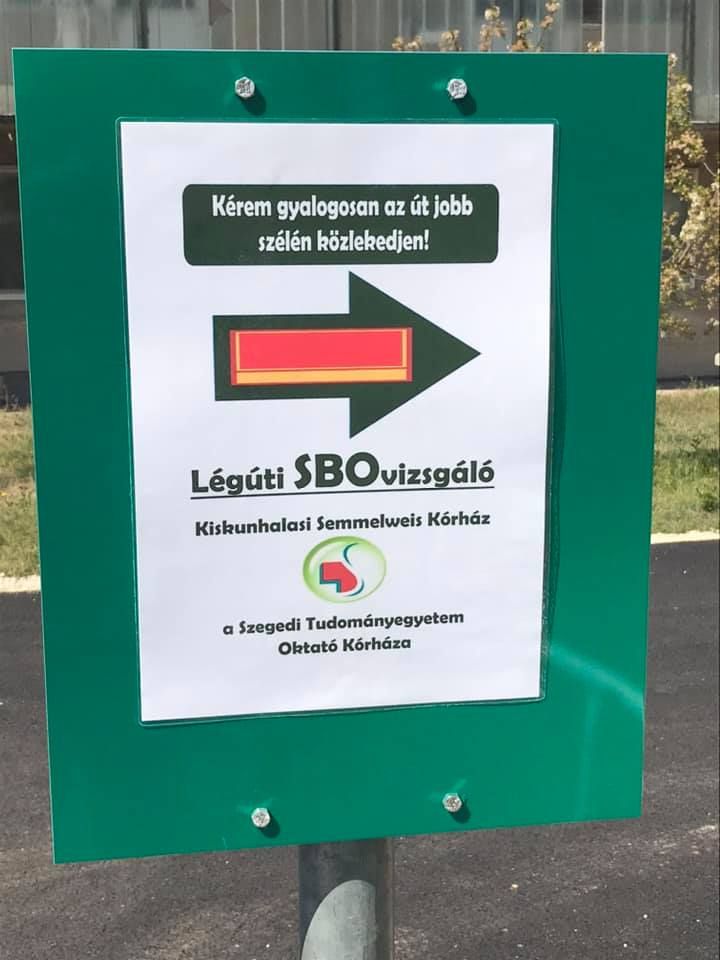 Kérem gyalogosan az út jobb
szélén közlekedjen!
Légúti SBOvizsgáló
Kiskunhalasi Semmelweis Kórház
a Szegedi Tudományegyetem
Oktató Kórháza